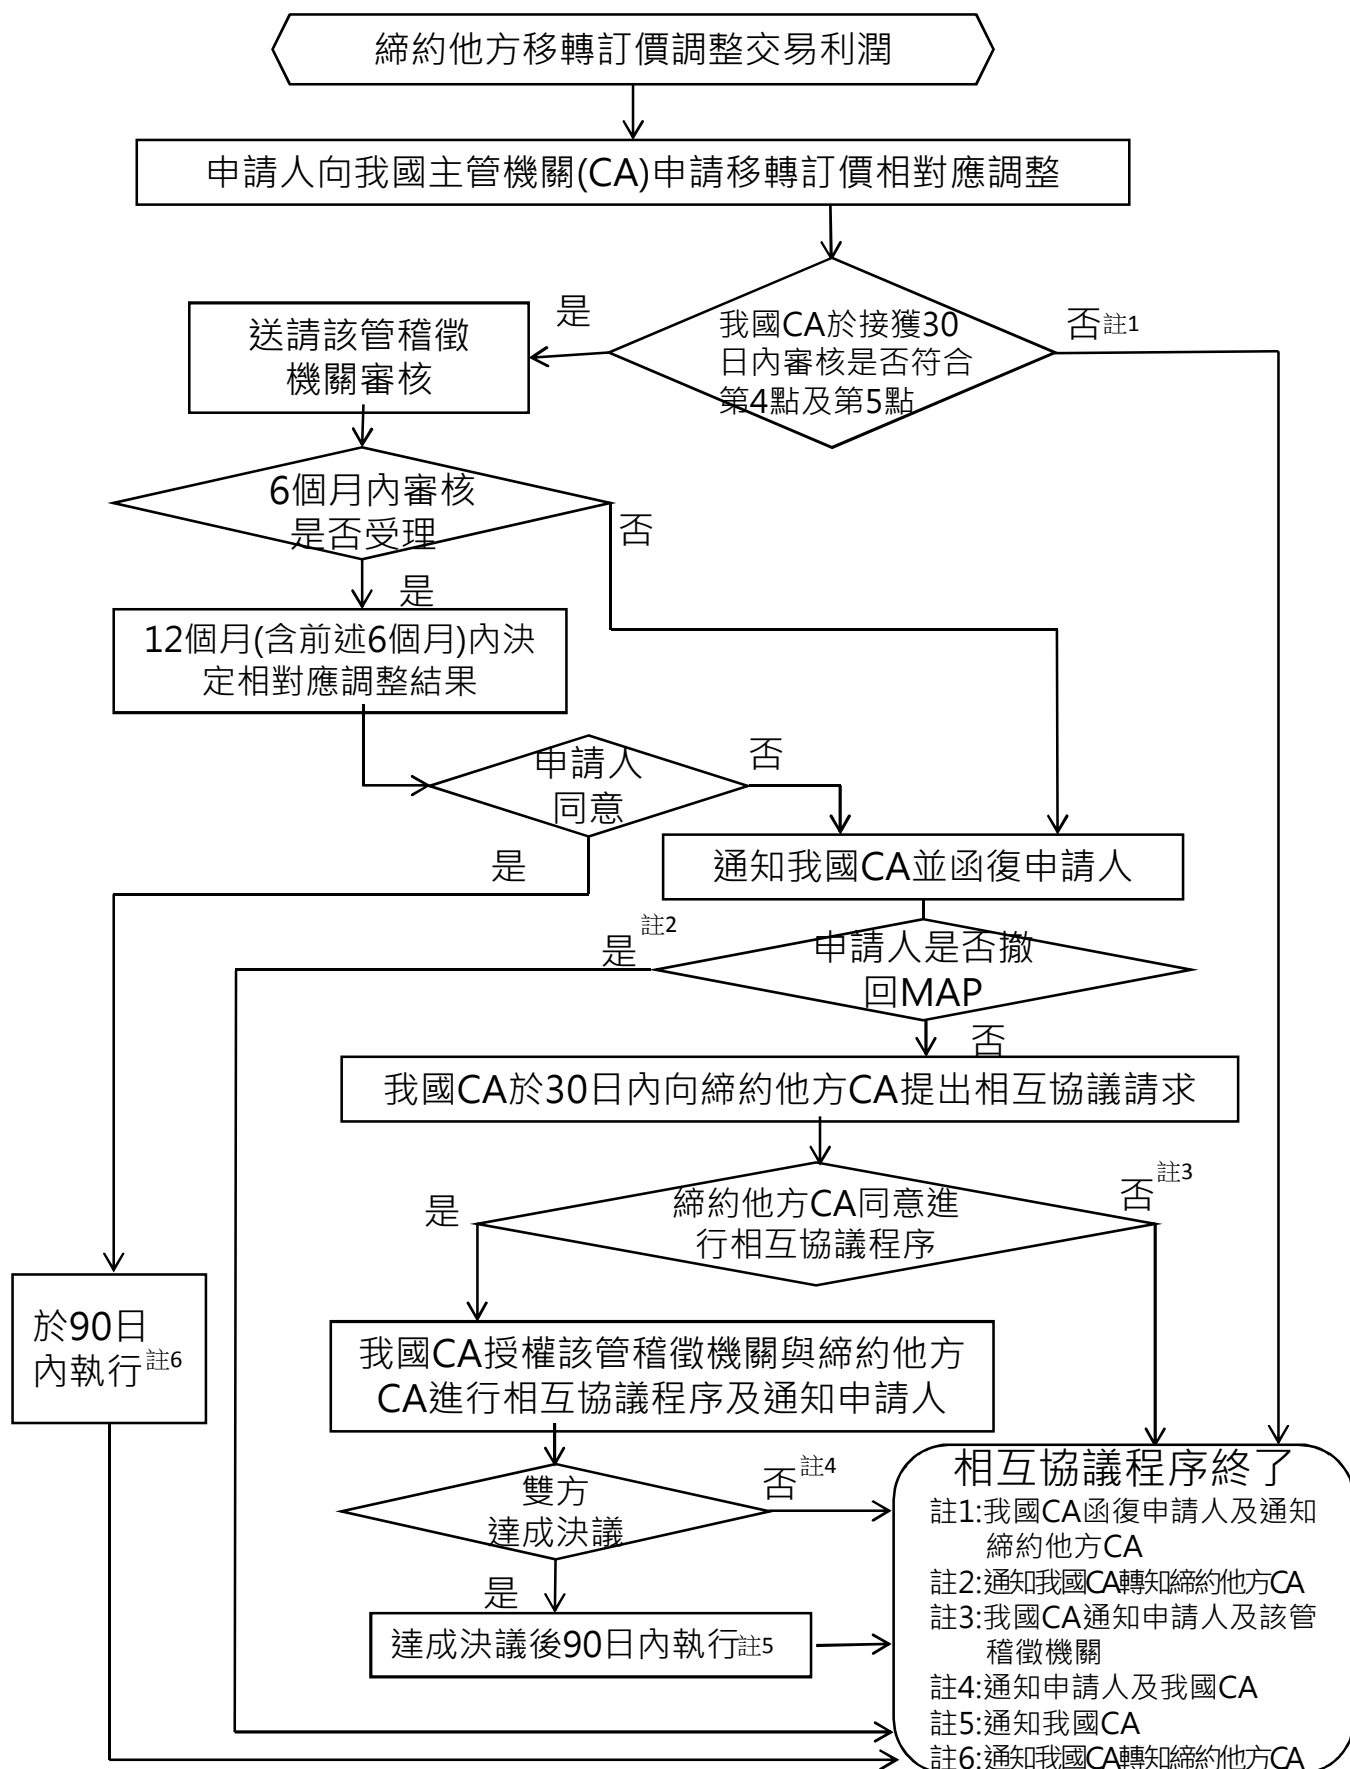 締約他方移轉訂價調整交易利潤
申請人向我國主管機關(CA)申請移轉訂價相對應調整
我國CA於接獲30
日內審核是否符合
第4點及第5點
是
否註1
送請該管稽徵
機關審核
6個月內審核
是否受理
否
是
12個月(含前述6個月)內決
定相對應調整結果
申請人
同意
否
是
通知我國CA並函復申請人
申請人是否撤
回MAP
是註2
否
我國CA於30日內向締約他方CA提出相互協議請求
締約他方CA同意進
行相互協議程序
是
否註3
於90日
內執行註6
我國CA授權該管稽徵機關與締約他方
CA進行相互協議程序及通知申請人
雙方
達成決議
否註4
是
達成決議後90日內執行註5
相互協議程序終了
註1:我國CA函復申請人及通知
締約他方CA
註2:通知我國CA轉知締約他方CA
註3:我國CA通知申請人及該管
稽徵機關
註4:通知申請人及我國CA
註5:通知我國CA
註6:通知我國CA轉知締約他方CA